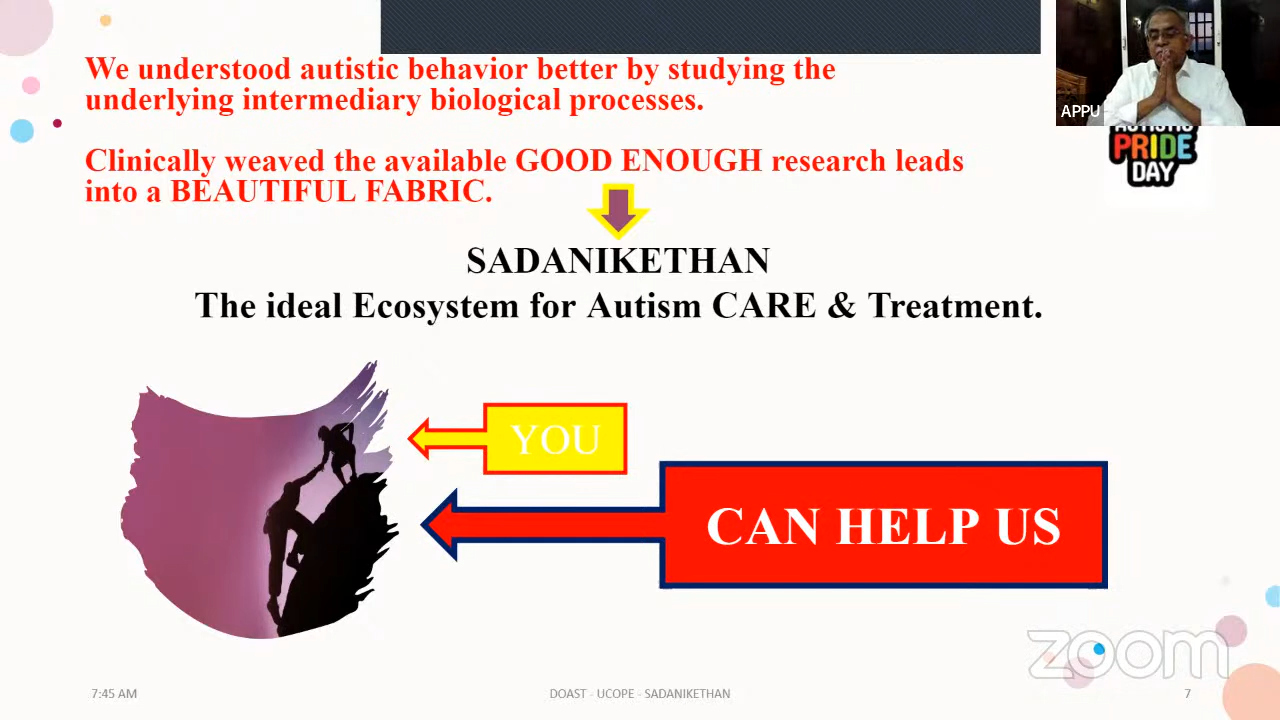 We understood autistic behavior better by studying the
underlying intermediary biological processes.
Clinically weaved the available GOOD ENOUGH research leads
into a BEAUTIFUL FABRIC.
APPU
AUTISTIC
PRIDE
DAY
SADANIKETHAN
The ideal Ecosystem for Autism CARE & Treatment.
YOU
CAN HELP US
zoom
7:45 AM
DOAST - UCOPE - SADANIKETHAN
7